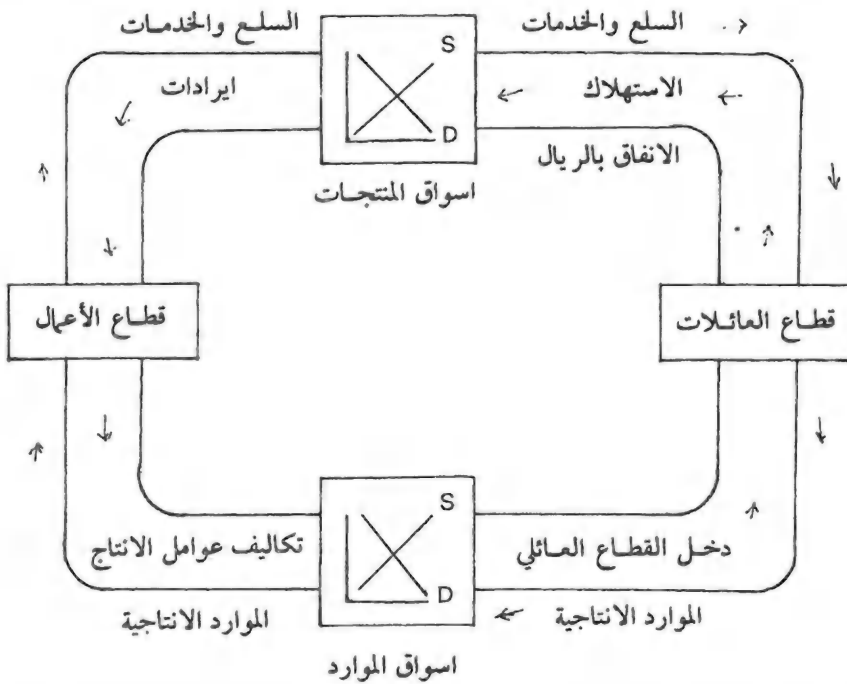 السلع والخدمات
السلع والخدمات
S
ايرادات
الاستهلاك
D
الانفاق بالريال
اسواق المنتجات
قطاع العائلات
قطاع الأعمال
S
دخل القطاع العائلي
تكاليف عوامل الانتاج
D
الموارد الانتاجية
الموارد الانتاجية
اسواق الموارد